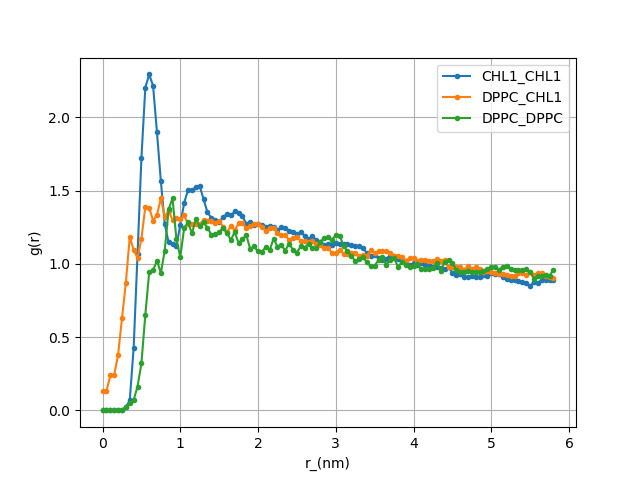 CHL1_CHL1
DPPC_CHL1
DPPC_DPPC
2.0
1.5
1.0
0.5
0.0
g(r)
0 1 2 3 4 5 6
r_(nm)